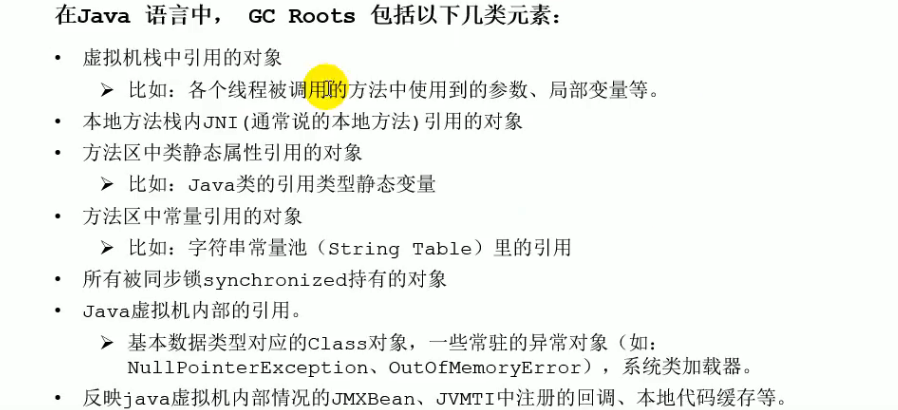 在Java 语言中， GC Roots 包括以下几类元素：
• 虚拟机栈中引用的对象
➢ 比如：各个线程被调用的方法中使用到的参数、局部变量等。
• 本地方法栈内JNI(通常说的本地方法)引用的对象
• 方法区中类静态属性引用的对象
➢ 比如：Java类的引用类型静态变量
• 方法区中常量引用的对象
➢ 比如：字符串常量池（String Table）里的引用
• 所有被同步锁synchronized持有的对象
• Java虚拟机内部的引用。
➢ 基本数据类型对应的Class对象，一些常驻的异常对象（如：
NullPointerException、OutOfMemoryError），系统类加载器。
• 反映java虚拟机内部情况的JMXBean、JVMTI中注册的回调、本地代码缓存等。